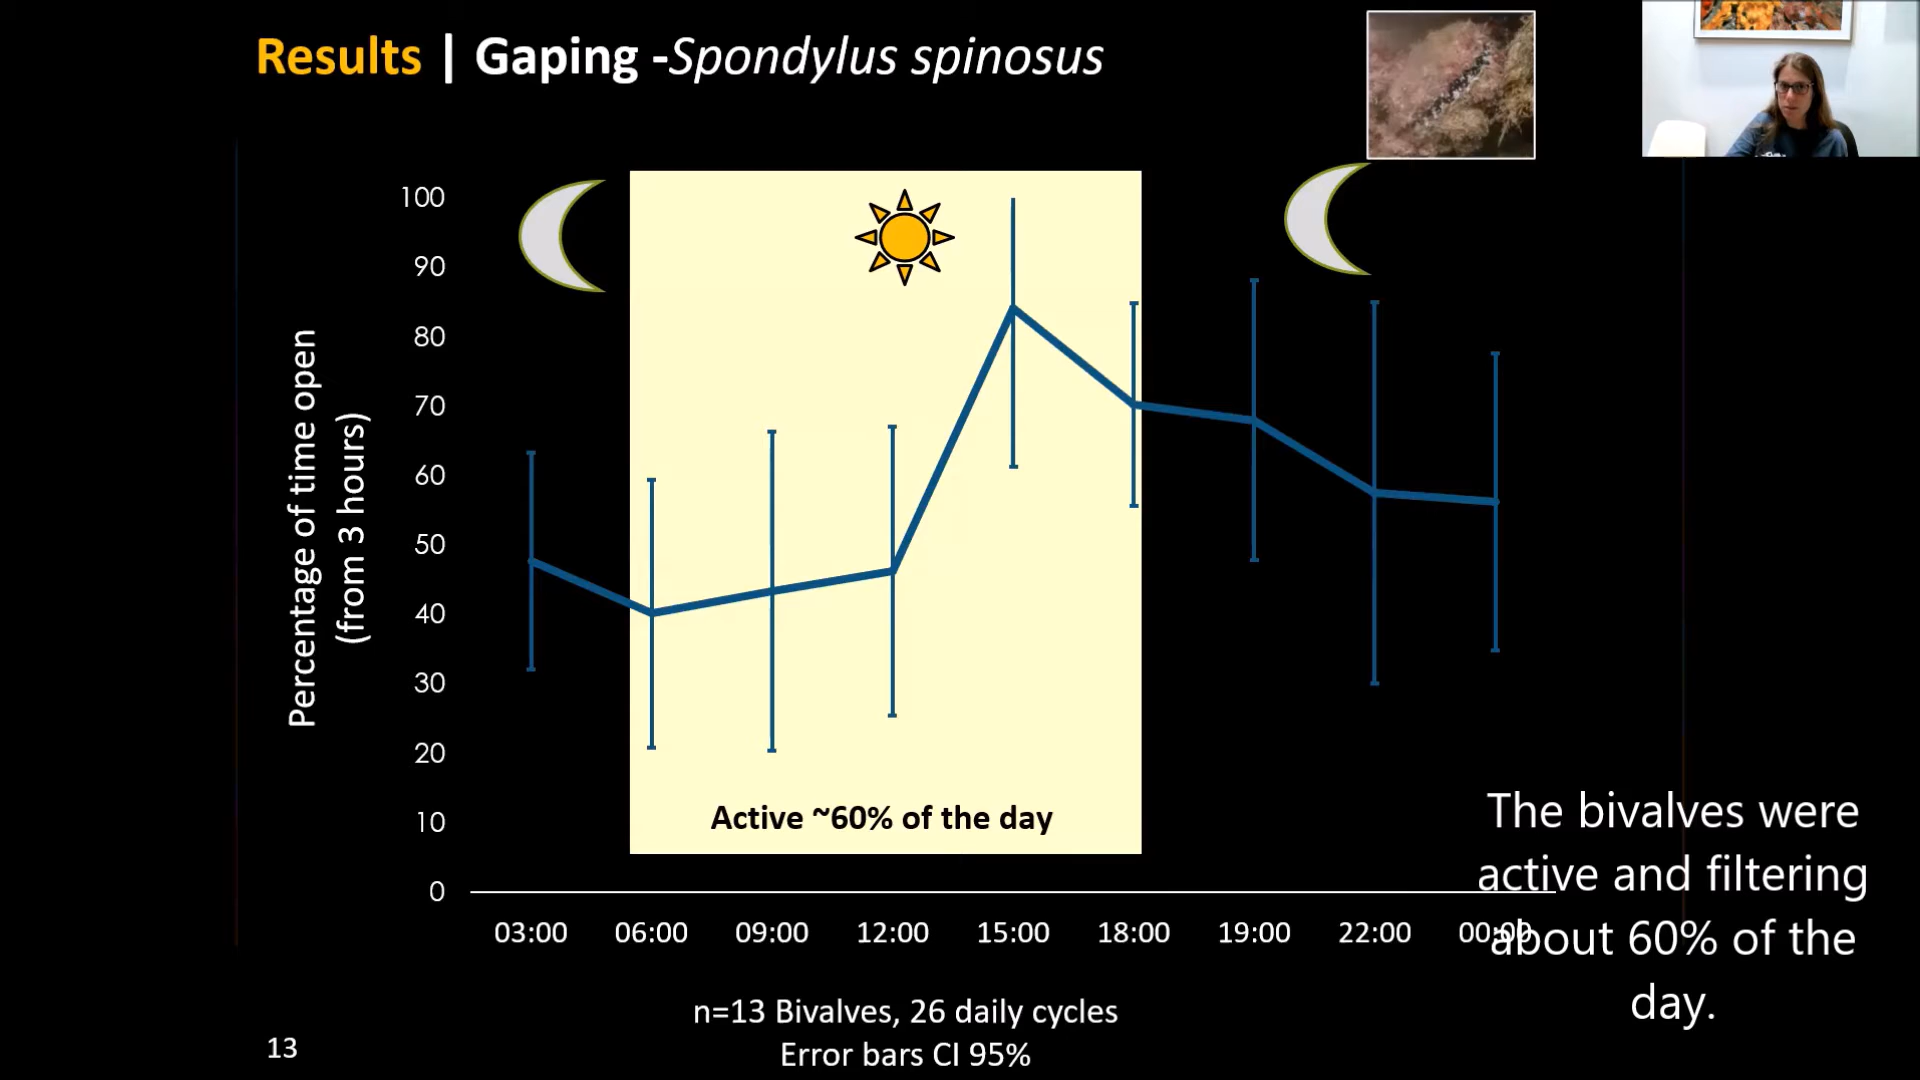 Results | Gaping -Spondylus spinosus
100
90
80
70
60
50
40
30
20
10
0
Percentage of time open
(from 3 hours)
Active ~60% of the day
03:00 06:00 09:00 12:00 15:00 18:00 19:00 22:00 00:00
n=13 Bivalves, 26 daily cycles
Error bars CI 95%
13
The bivalves were
active and filtering
about 60% of the
day.